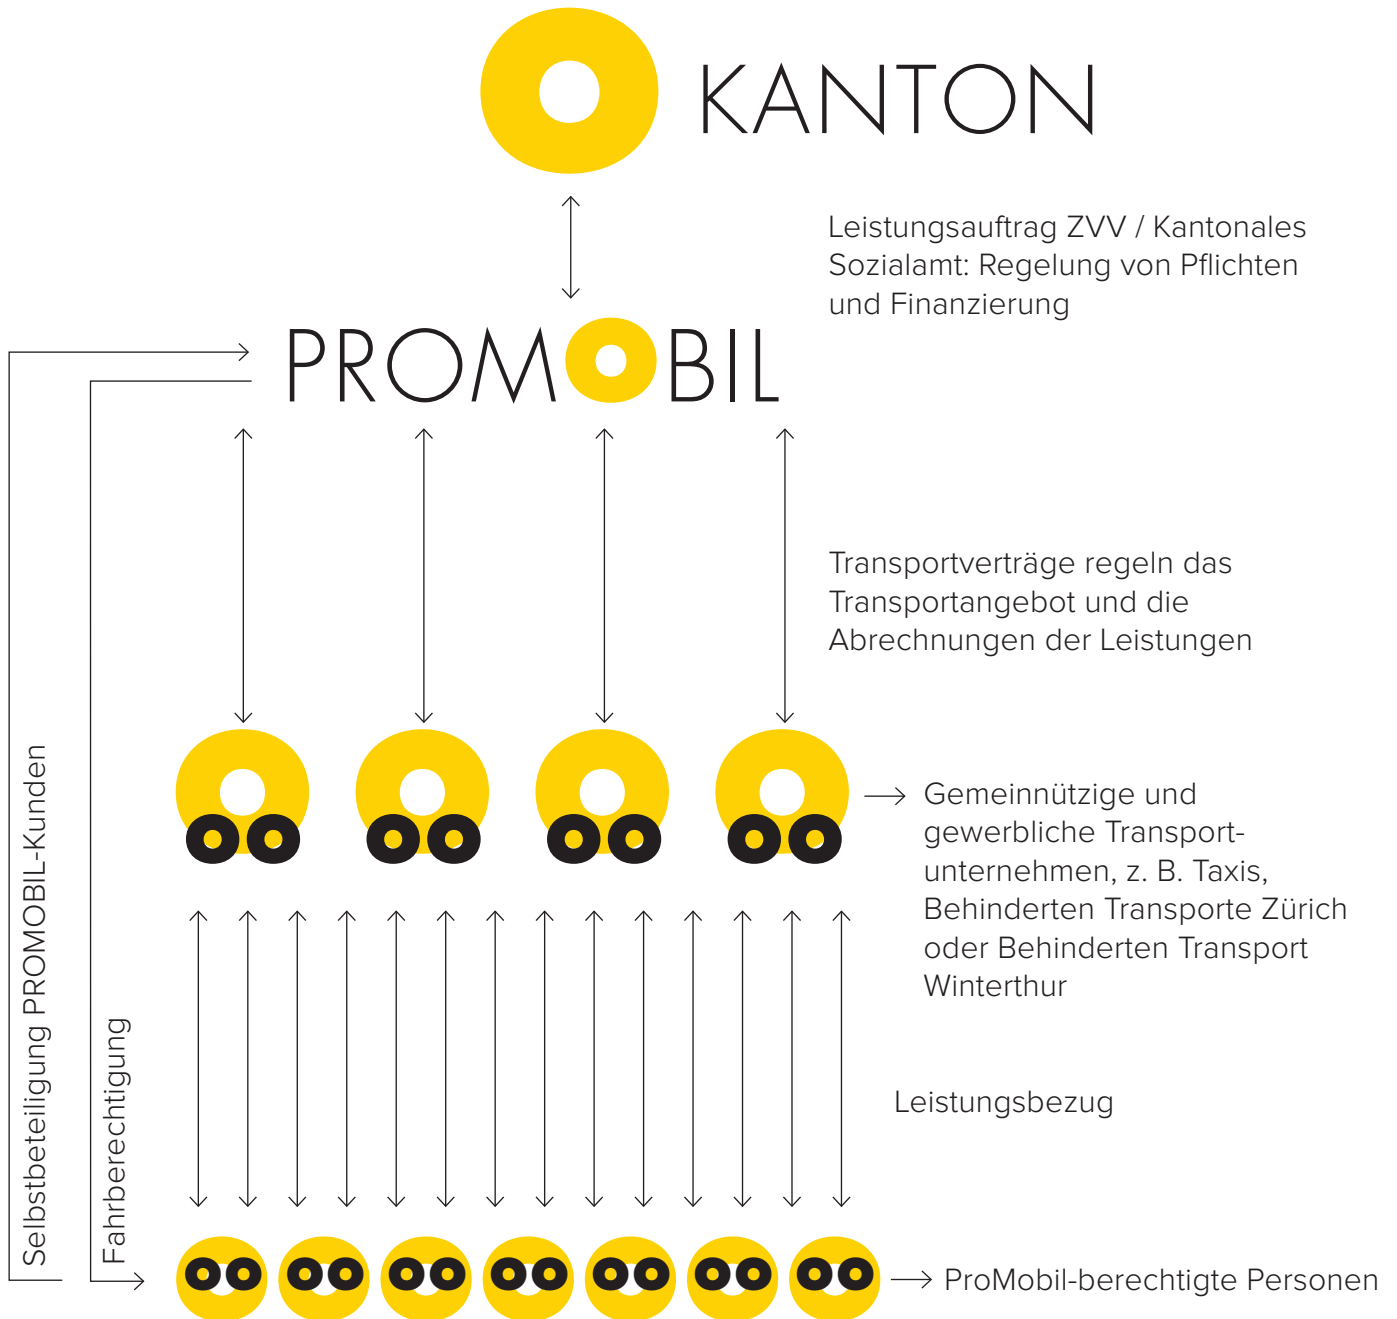 KANTON
Leistungsauftrag ZVV / Kantonales
Sozialamt: Regelung von Pflichten
und Finanzierung
PROMOBIL
Transportverträge regeln das
Transportangebot und die
Abrechnungen der Leistungen
Gemeinnützige und
gewerbliche Transport-
unternehmen, z. B. Taxis,
Behinderten Transporte Zürich
oder Behinderten Transport
Winterthur
Selbstbeteiligung PROMOBIL-Kunden
Fahrberechtigung
Leistungsbezug
ProMobil-berechtigte Personen